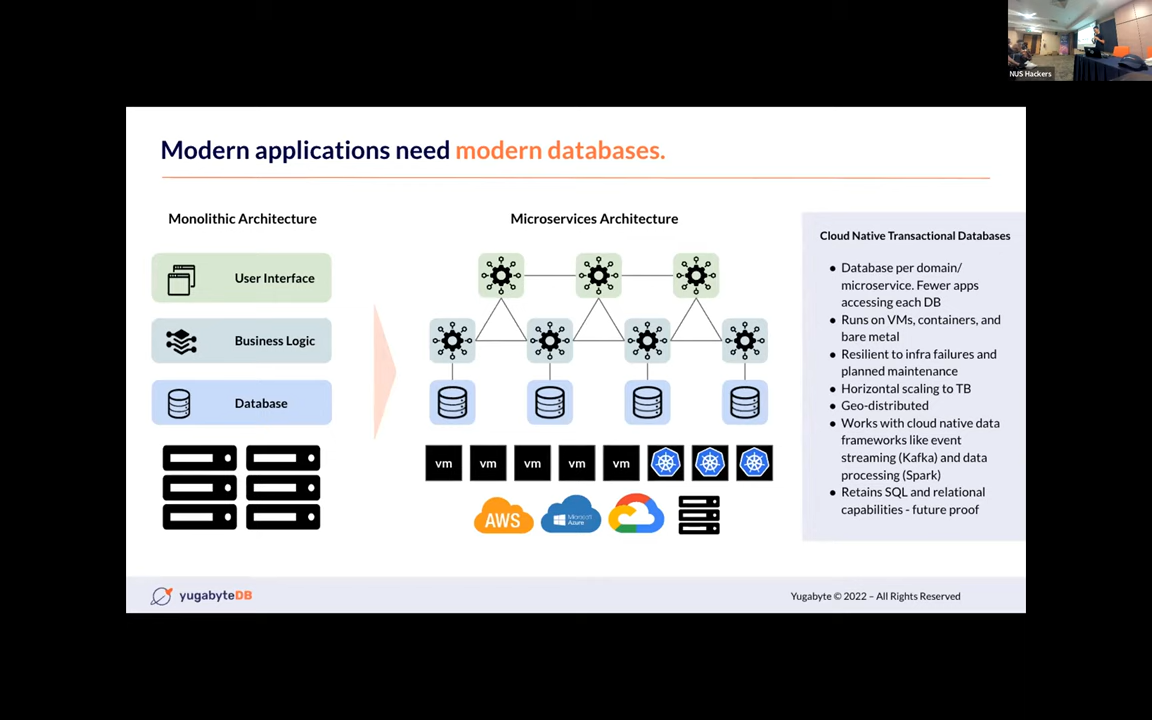 NUS Hackers
Modern applications need modern databases.
Monolithic Architecture
User Interface
Business Logic
Database
Microservices Architecture
vm vm vm vm vm
AWS
Microsoft
Azure
Cloud Native Transactional Databases
● Database per domain/
microservice. Fewer apps
accessing each DB
● Runs on VMs, containers, and
bare metal
● Resilient to infra failures and
planned maintenance
● Horizontal scaling to TB
● Geo-distributed
● Works with cloud native data
frameworks like event
streaming (Kafka) and data
processing (Spark)
● Retains SQL and relational
capabilities - future proof
yugabyteDB
Yugabyte © 2022 – All Rights Reserved